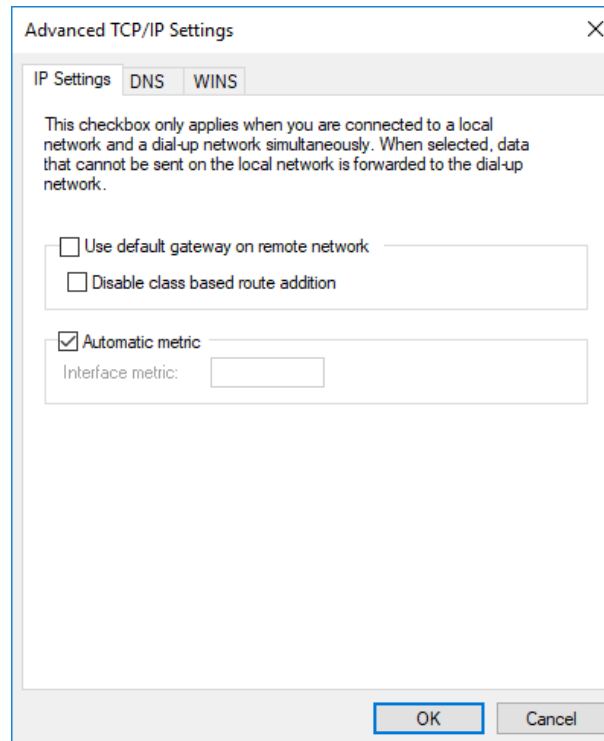 Advanced TCP/IP Settings
IP Settings DNS WINS
This checkbox only applies when you are connected to a local
network and a dial-up network simultaneously. When selected, data
that cannot be sent on the local network is forwarded to the dial-up
network.
Use default gateway on remote network
Disable class based route addition
Automatic metric
Interface metric:
OK Cancel